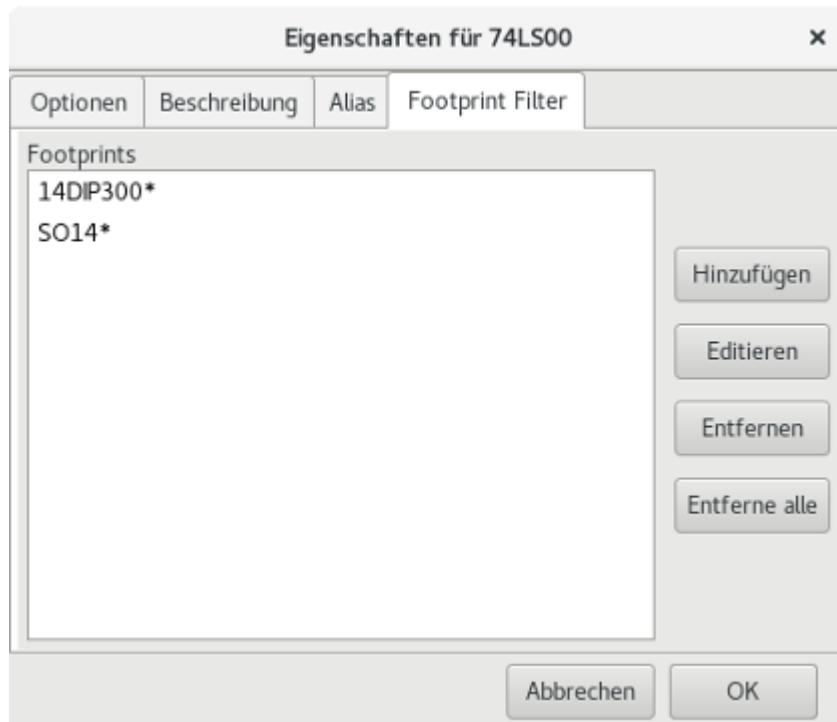 Eigenschaften für 74LS00
Optionen Beschreibung Alias Footprint Filter
Footprints
14DIP300*
SO14*
Hinzufügen
Editieren
Entfernen
Entferne alle
Abbrechen OK